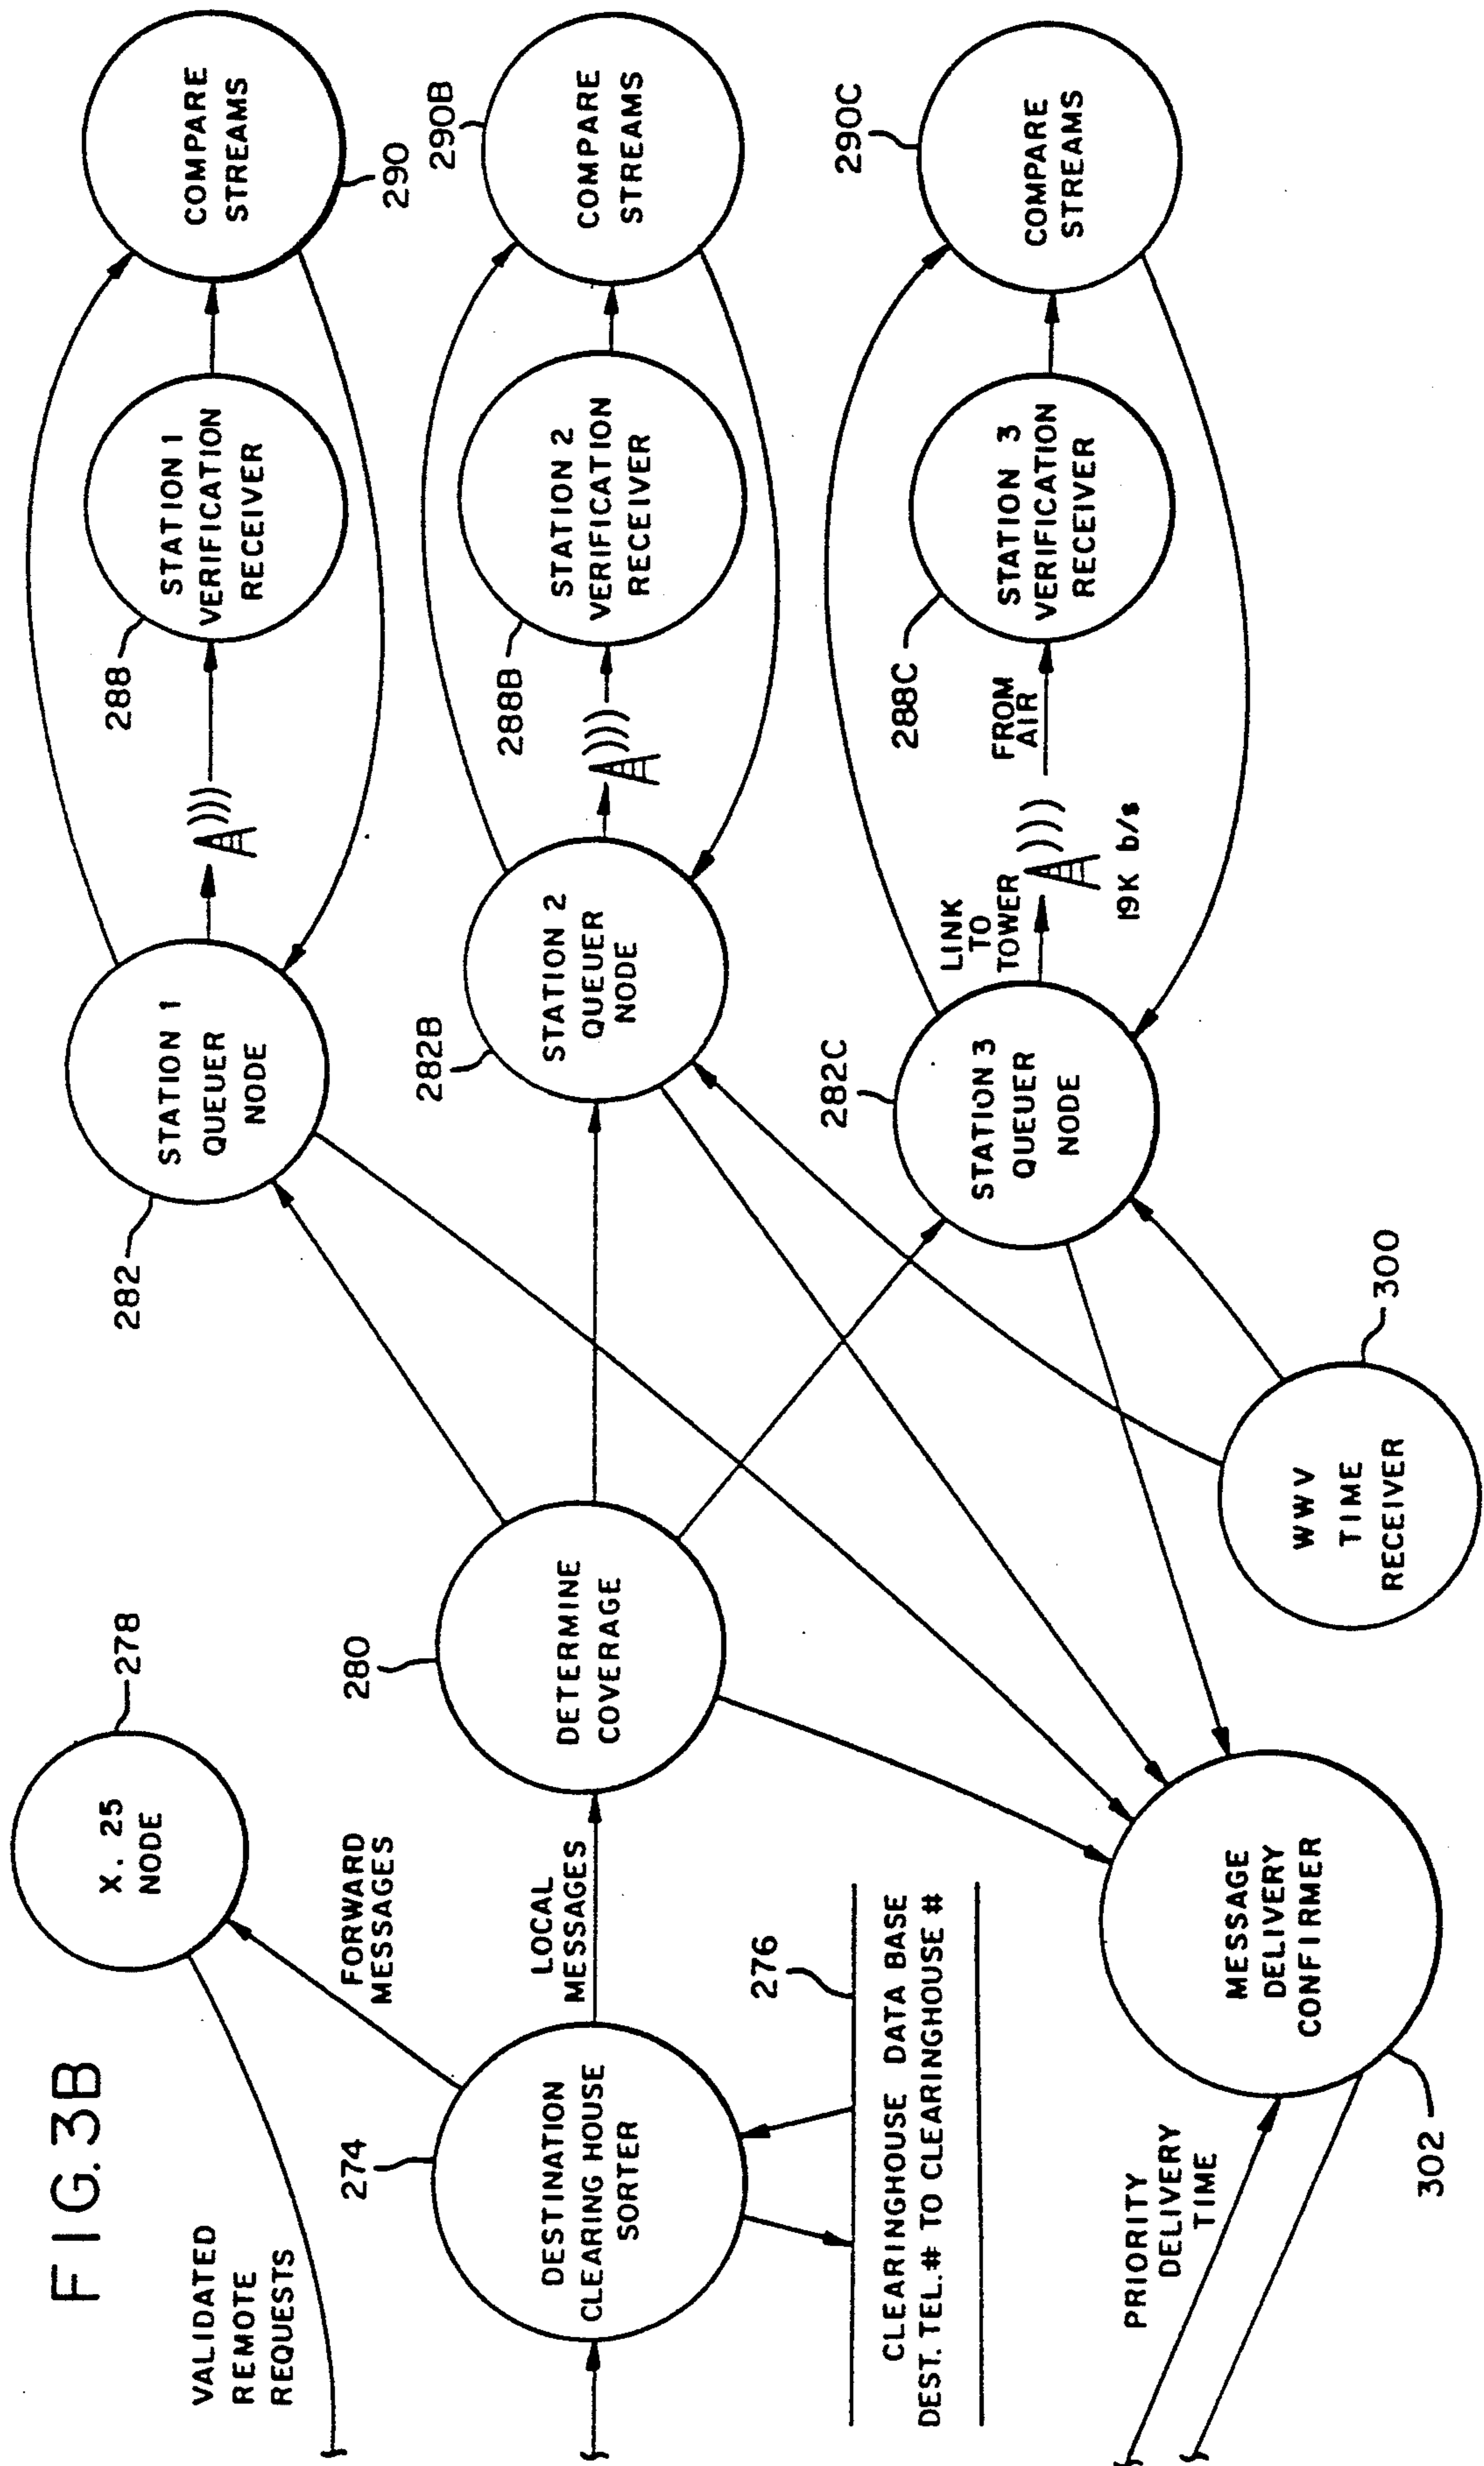 FIG. 3B
VALIDATED
REMOTE
REQUESTS
X. 25
NODE
278
FORWARD
MESSAGES
274
DESTINATION
CLEARING HOUSE
SORTER
LOCAL
MESSAGES
276
CLEARINGHOUSE DATA BASE
DEST. TEL.# TO CLEARINGHOUSE #
280
DETERMINE
COVERAGE
PRIORITY
DELIVERY
TIME
MESSAGE
DELIVERY
CONFIRMER
302
WWV
TIME
RECEIVER
300
282
STATION 1
QUEUER
NODE
288
STATION 1
VERIFICATION
RECEIVER
COMPARE
STREAMS
290
282B
STATION 2
QUEUER
NODE
288B
STATION 2
VERIFICATION
RECEIVER
290B
COMPARE
STREAMS
282C
STATION 3
QUEUER
NODE
LINK
TO
TOWER
19K b/s
FROM
AIR
288C
STATION 3
VERIFICATION
RECEIVER
290C
COMPARE
STREAMS